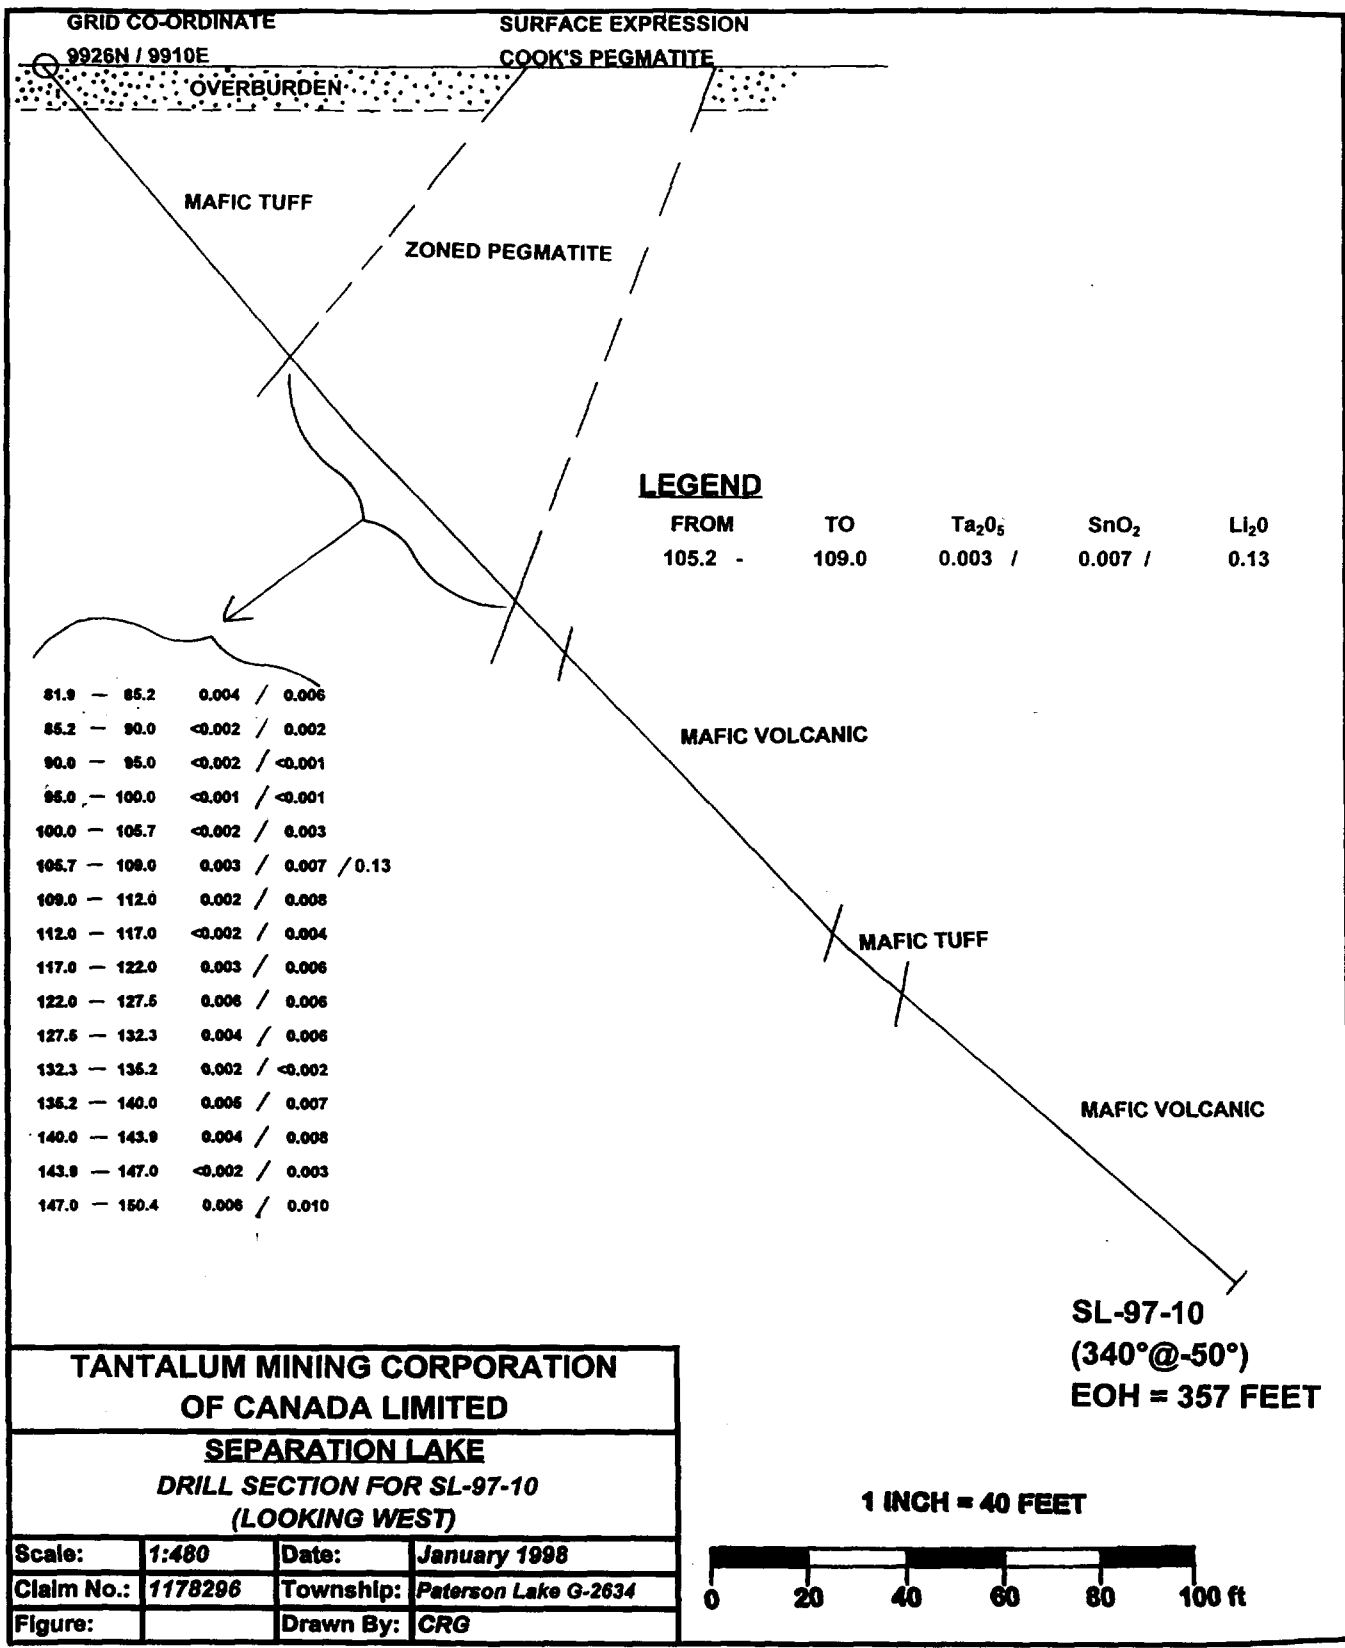 GRID CO-ORDINATE
9926N / 9910E
SURFACE EXPRESSION
COOK'S PEGMATITE
OVERBURDEN
MAFIC TUFF
ZONED PEGMATITE
LEGEND
FROM TO Ta₂0₅ SnO₂ Li₂0
105.2 - 109.0 0.003 / 0.007 / 0.13
81.9 — 85.2 0.004 / 0.006
85.2 — 90.0 <0.002 / 0.002
90.0 — 95.0 <0.002 / <0.001
95.0 — 100.0 <0.001 / <0.001
100.0 — 105.7 <0.002 / 0.003
105.7 — 109.0 0.003 / 0.007 / 0.13
109.0 — 112.0 0.002 / 0.008
112.0 — 117.0 <0.002 / 0.004
117.0 — 122.0 0.003 / 0.006
122.0 — 127.5 0.006 / 0.006
127.5 — 132.3 0.004 / 0.006
132.3 — 135.2 0.002 / <0.002
135.2 — 140.0 0.005 / 0.007
140.0 — 143.9 0.004 / 0.008
143.9 — 147.0 <0.002 / 0.003
147.0 — 150.4 0.006 / 0.010
MAFIC VOLCANIC
MAFIC TUFF
MAFIC VOLCANIC
SL-97-10
(340°@-50°)
EOH = 357 FEET
TANTALUM MINING CORPORATION
OF CANADA LIMITED
SEPARATION LAKE
DRILL SECTION FOR SL-97-10
(LOOKING WEST)
Scale: 1:480 Date: January 1998
Claim No.: 1178296 Township: Paterson Lake G-2634
Figure: Drawn By: CRG
1 INCH = 40 FEET
0 20 40 60 80 100 ft